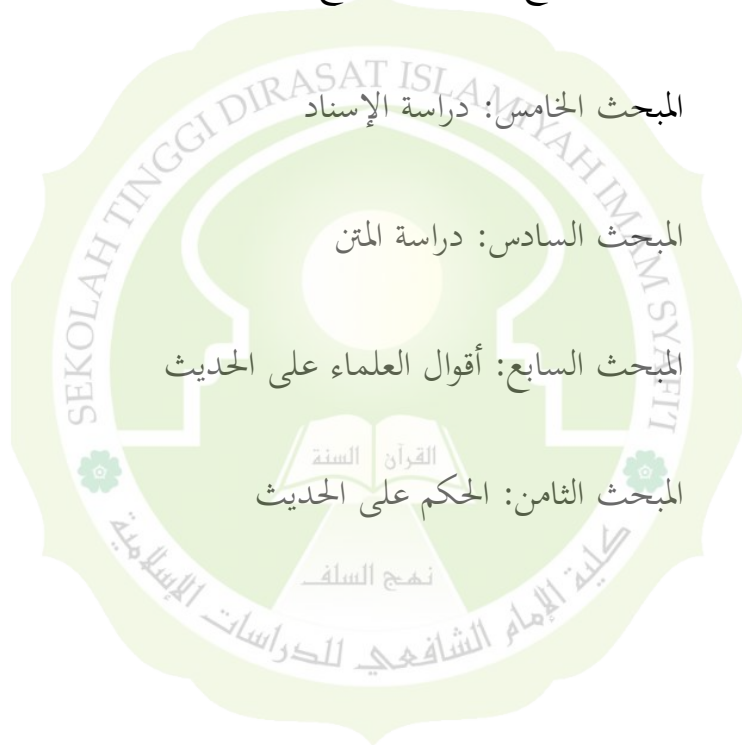 المبحث الخامس: دراسة الإسناد
المبحث السادس: دراسة المتن
المبحث السابع: أقوال العلماء على الحديث
المبحث الثامن: الحكم على الحديث
SEKOLAH TINGGI DIRASAT ISLAMIYAH IMAM SYAFI'I
القرآن السنة
نهج السلف
كلية الإمام الشافعي للدراسات الإسلامية